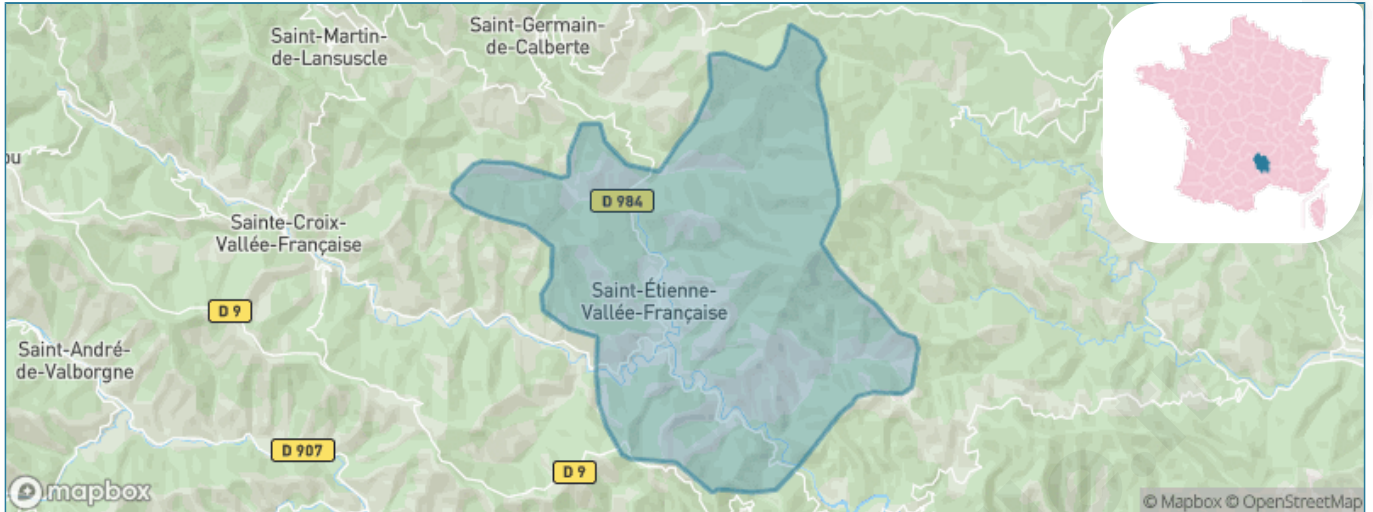 Saint-Germain-
de-Calberte
Saint-Martin-
de-Lansuscle
ou
D 984
Sainte-Croix-
Vallée-Française
Saint-Étienne-
Vallée-Française
D 9
Saint-André-
de-Valborgne
D 907
D 9
mapbox
© Mapbox © OpenStreetMap